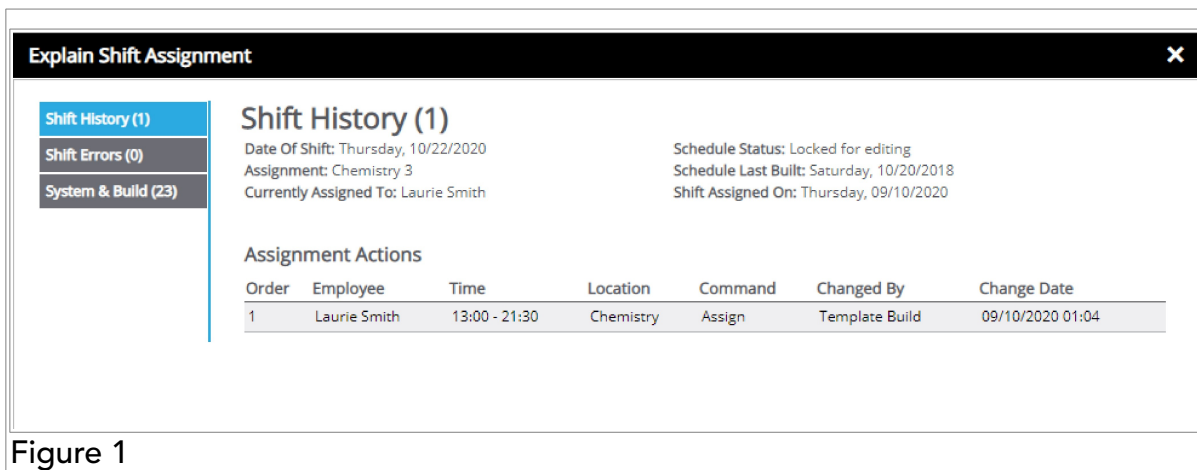 Explain Shift Assignment
Shift History (1)
Shift Errors (0)
System & Build (23)
Shift History (1)
Date Of Shift: Thursday, 10/22/2020
Assignment: Chemistry 3
Currently Assigned To: Laurie Smith
Schedule Status: Locked for editing
Schedule Last Built: Saturday, 10/20/2018
Shift Assigned On: Thursday, 09/10/2020
Assignment Actions
Order Employee Time Location Command Changed By Change Date
1 Laurie Smith 13:00 - 21:30 Chemistry Assign Template Build 09/10/2020 01:04
Figure 1